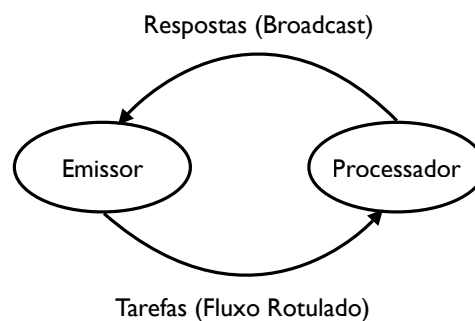 Respostas (Broadcast)
Emissor
Processador
Tarefas (Fluxo Rotulado)